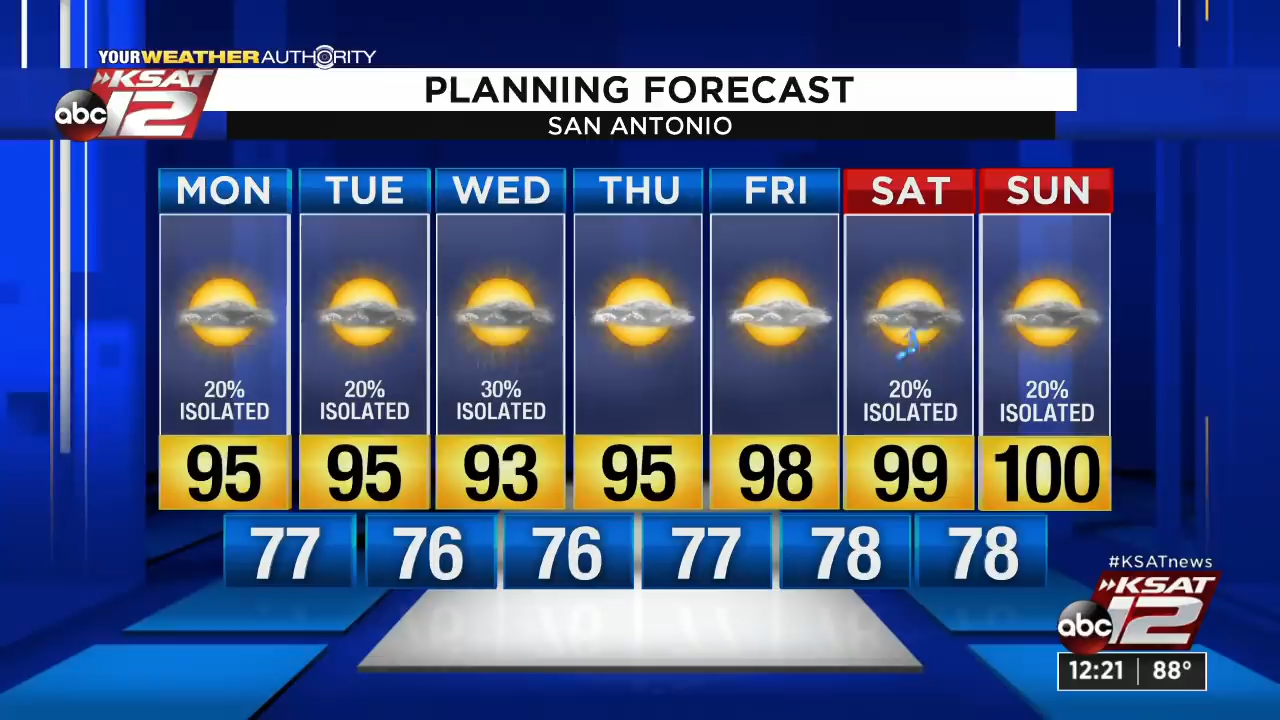 YOURWEATHERAUTHORITY
KSAT
abc 12
PLANNING FORECAST
SAN ANTONIO
MON TUE WED THU FRI SAT SUN
20% 20% 30% 20% 20%
ISOLATED ISOLATED ISOLATED ISOLATED ISOLATED
95 95 93 95 98 99 100
77 76 76 77 78 78
#KSATnews
KSAT
abc 12
12:21 88°